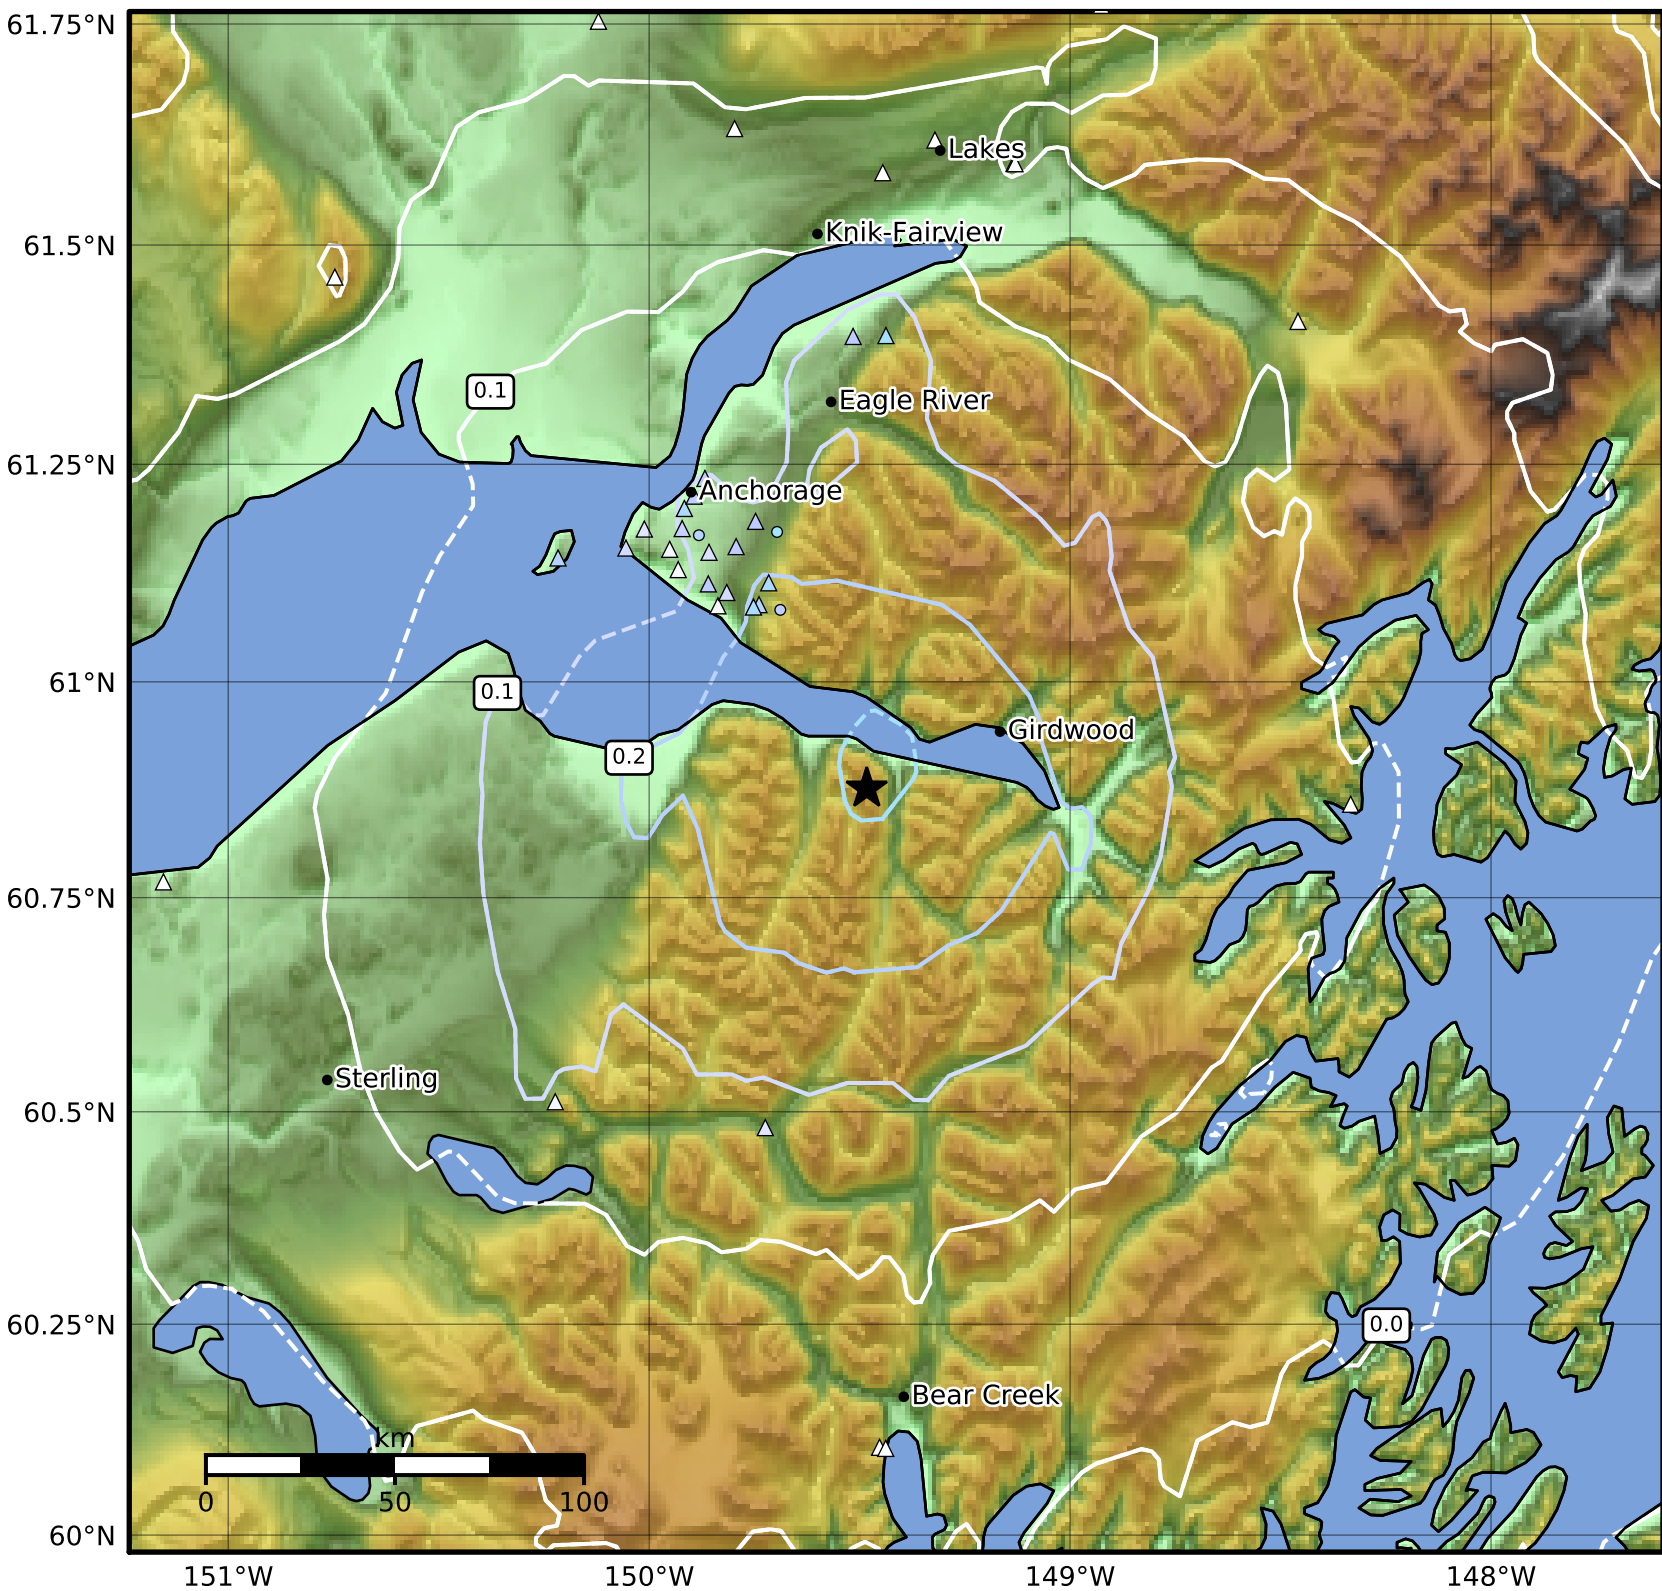 61.75°N
Lakes
Knik-Fairview
61.5°N
0.1
Eagle River
61.25°N
Anchorage
61°N
0.1
Girdwood
0.2
60.75°N
Sterling
60.5°N
60.25°N
0.0
Bear Creek
km
0 50 100
60°N
151°W 150°W 149°W 148°W